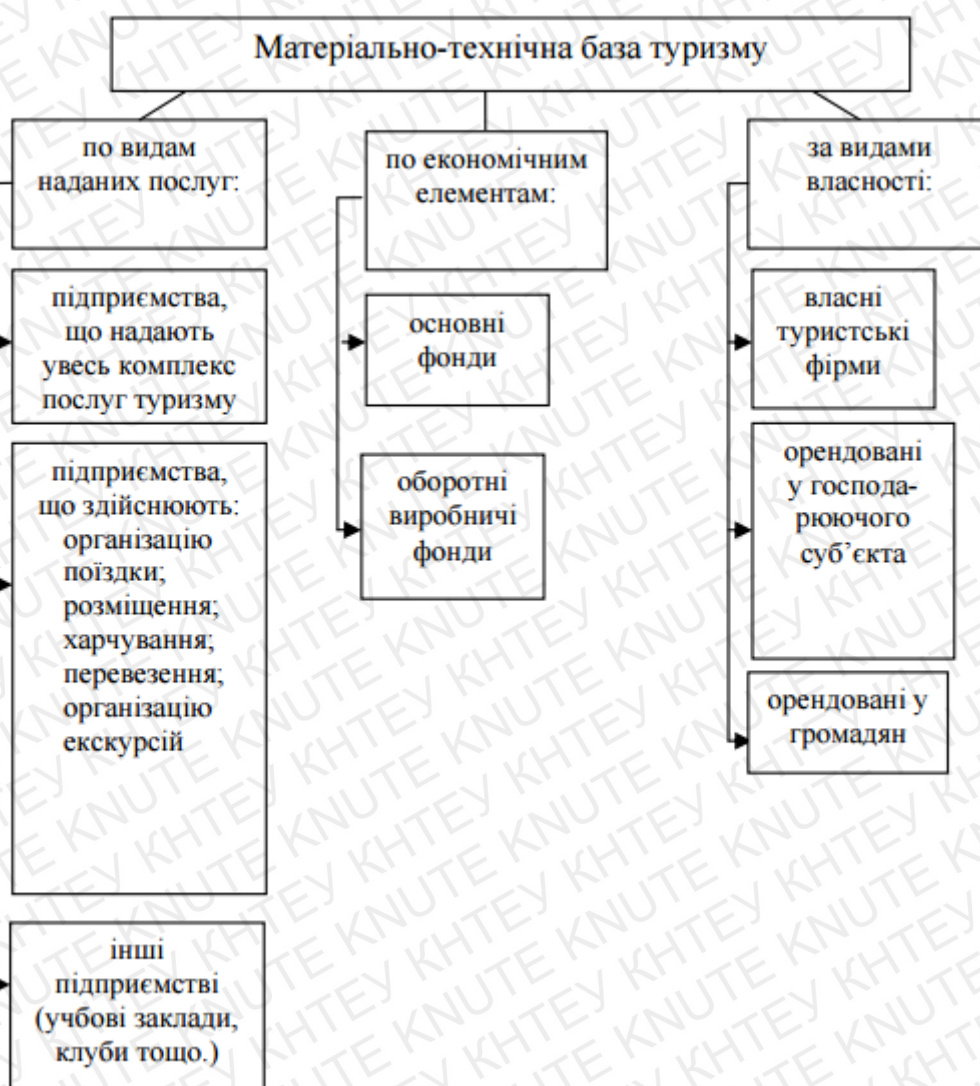 Матеріально-технічна база туризму
по видам
наданих послуг:
підприємства,
що надають
увесь комплекс
послуг туризму
підприємства,
що здійснюють:
організацію
поїздки;
розміщення;
харчування;
перевезення;
організацію
екскурсій
інші
підприємстві
(учбові заклади,
клуби тощо.)
по економічним
елементам:
основні
фонди
оборотні
виробничі
фонди
за видами
власності:
власні
туристські
фірми
орендовані
у господа-
рюючого
суб’єкта
орендовані у
громадян
KNUTE КНТЕУ